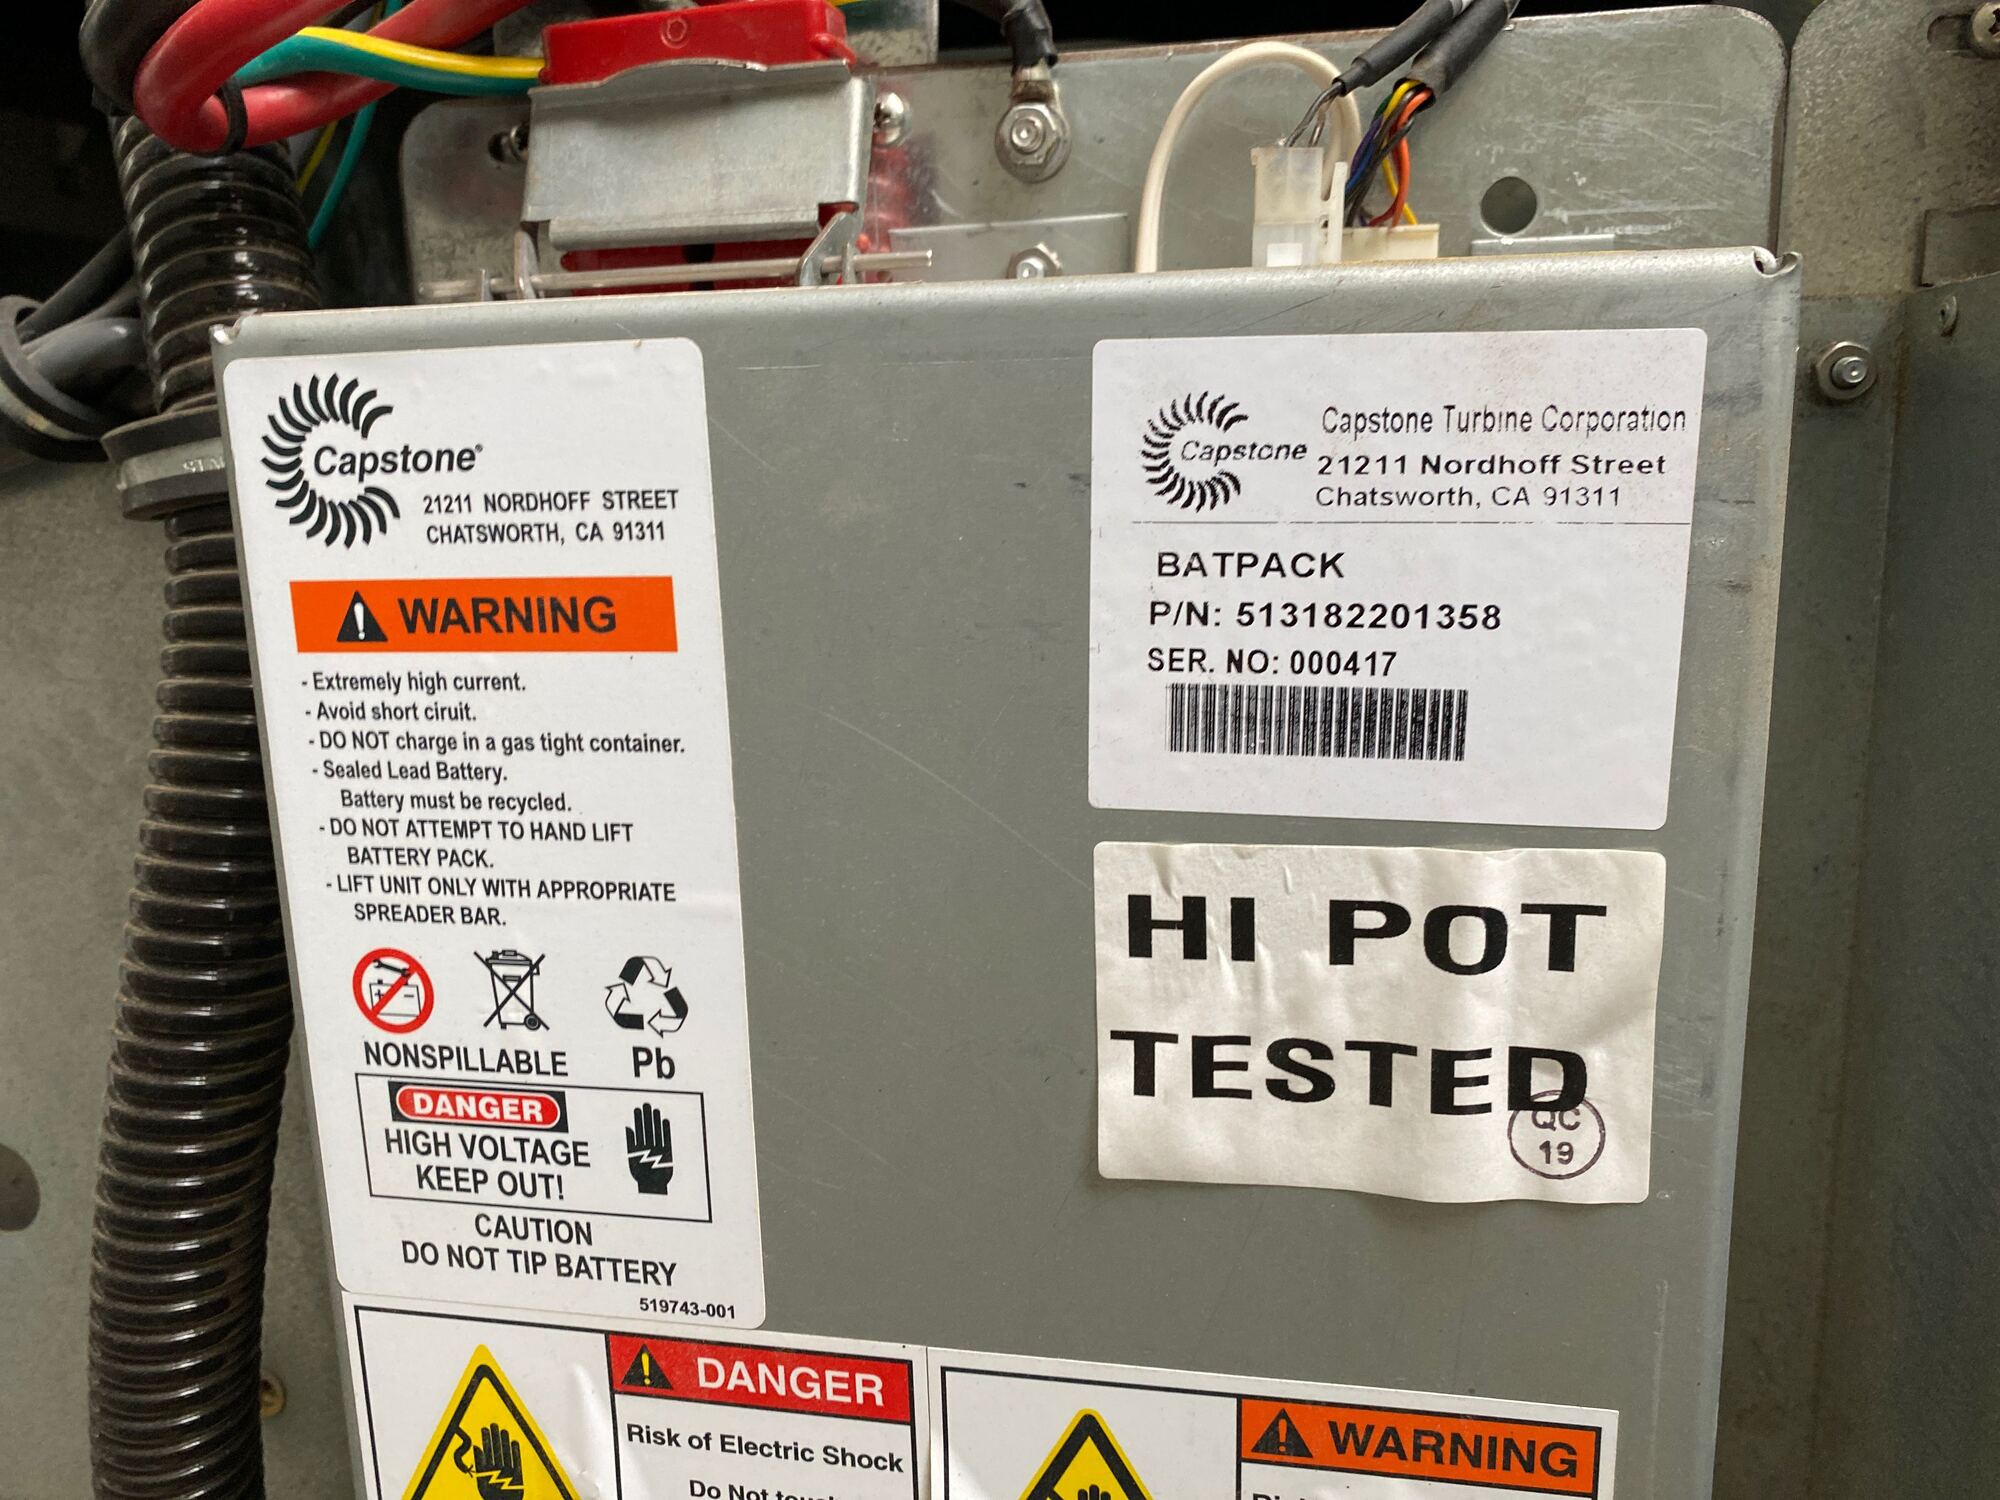 Capstone®
21211 NORDHOFF STREET
CHATSWORTH, CA 91311
WARNING
- Extremely high current.
- Avoid short ciruit.
- DO NOT charge in a gas tight container.
- Sealed Lead Battery.
Battery must be recycled.
- DO NOT ATTEMPT TO HAND LIFT
BATTERY PACK.
- LIFT UNIT ONLY WITH APPROPRIATE
SPREADER BAR.
NONSPILLABLE
Pb
DANGER
HIGH VOLTAGE
KEEP OUT!
CAUTION
DO NOT TIP BATTERY
519743-001
Capstone
Capstone Turbine Corporation
21211 Nordhoff Street
Chatsworth, CA 91311
BATPACK
P/N: 513182201358
SER. NO: 000417
HI POT
TESTED
QC
19
DANGER
Risk of Electric Shock
Do Not
WARNING